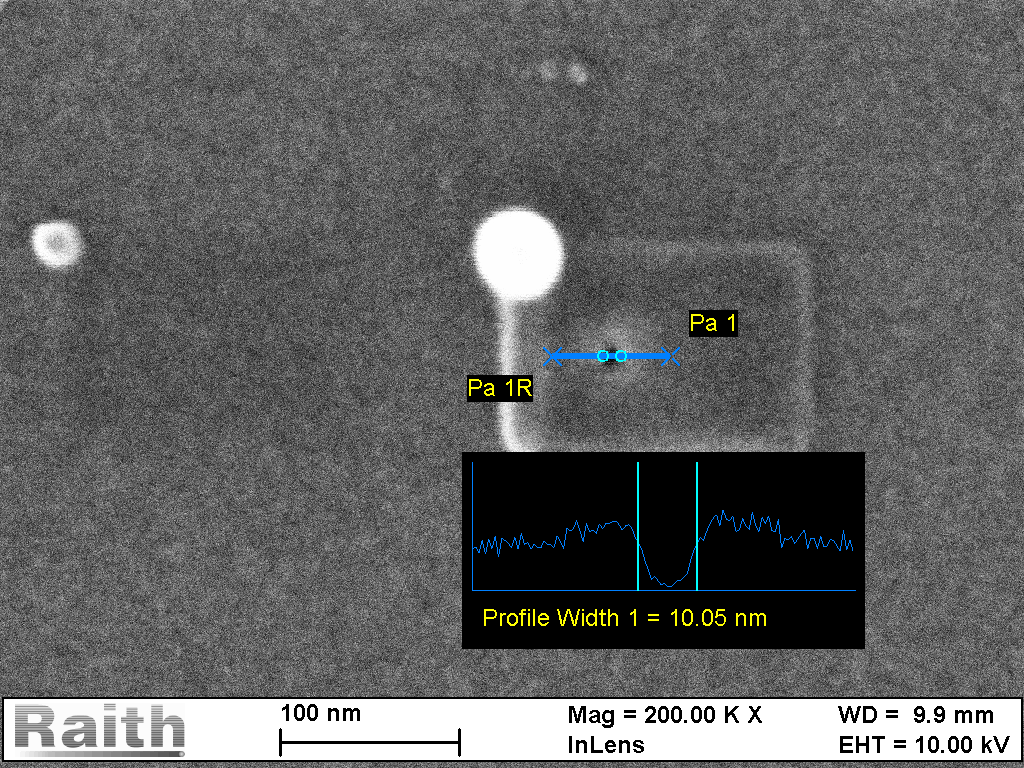 Pa 1
Pa 1R
Profile Width 1 = 10.05 nm
Raith
100 nm
Mag = 200.00 K X
InLens
WD = 9.9 mm
EHT = 10.00 kV